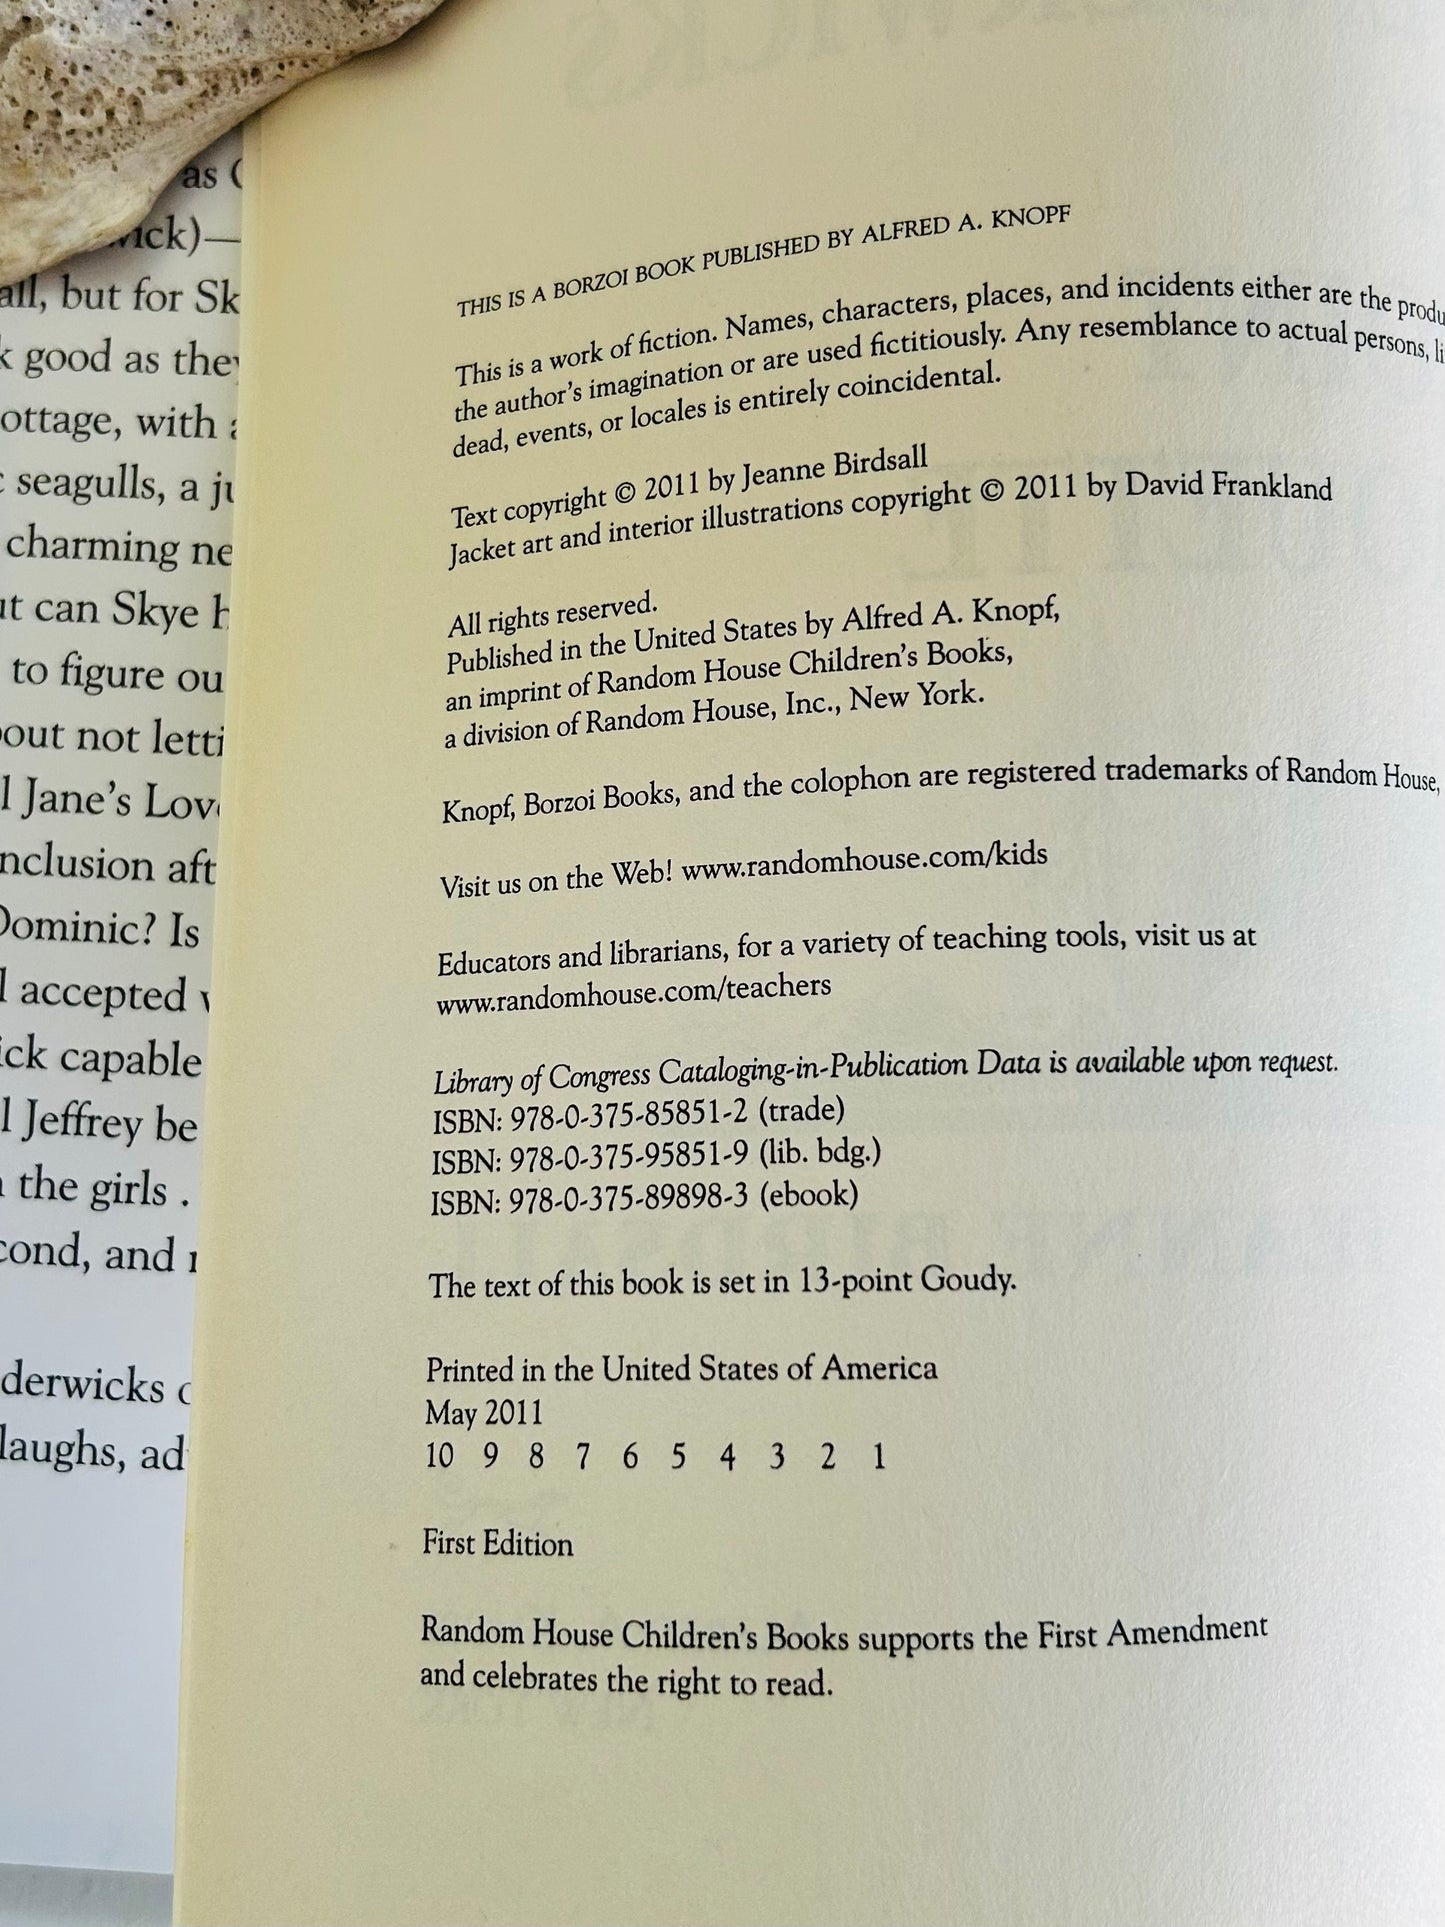 as
wick)—
all, but for Sk
good as they
ottage, with
seagulls, a
charming ne
ut can Skye h
to figure ou
bout not letti
l Jane's Love
nclusion aft
Dominic? Is
l accepted
ick capable
l Jeffrey be
the girls .
cond, and
derwicks
laughs, ad
THIS IS A BORZOI BOOK PUBLISHED BY ALFRED A. KNOPF
This is a work of fiction. Names, characters, places, and incidents either are the produ
the author's imagination or are used fictitiously. Any resemblance to actual persons, li
dead, events, or locales is entirely coincidental.
Text copyright © 2011 by Jeanne Birdsall
Jacket art and interior illustrations copyright © 2011 by David Frankland
All rights reserved.
Published in the United States by Alfred A. Knopf,
an imprint of Random House Children's Books,
a division of Random House, Inc., New York.
Knopf, Borzoi Books, and the colophon are registered trademarks of Random House,
Visit us on the Web! www.randomhouse.com/kids
Educators and librarians, for a variety of teaching tools, visit us at
www.randomhouse.com/teachers
Library of Congress Cataloging-in-Publication Data is available upon request.
ISBN: 978-0-375-85851-2 (trade)
ISBN: 978-0-375-95851-9 (lib. bdg.)
ISBN: 978-0-375-89898-3 (ebook)
The text of this book is set in 13-point Goudy.
Printed in the United States of America
May 2011
10 9 8 7 6 5 4 3 2 1
First Edition
Random House Children's Books supports the First Amendment
and celebrates the right to read.